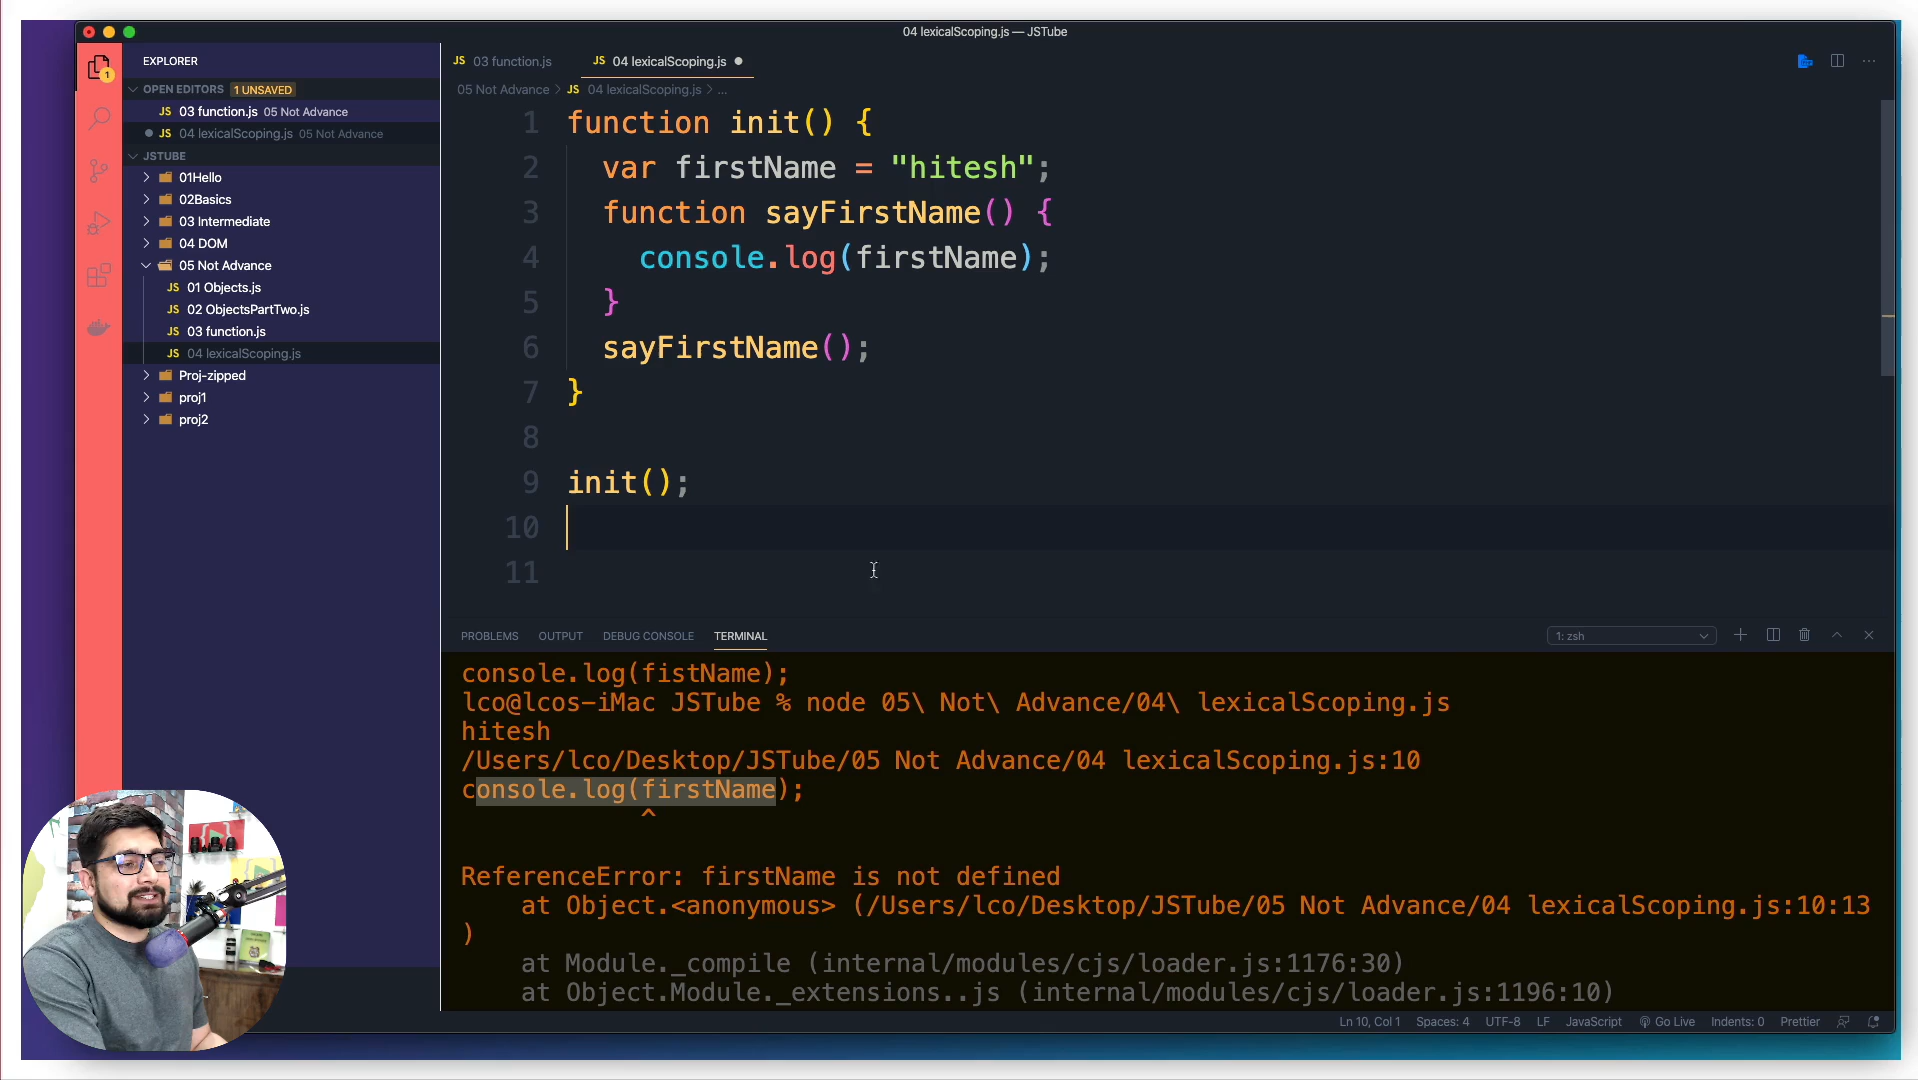 04 lexicalScoping.js — JSTube
EXPLORER
OPEN EDITORS 1 UNSAVED
JS 03 function.js 05 Not Advance
JS 04 lexicalScoping.js 05 Not Advance
JSTUBE
01Hello
02Basics
03 Intermediate
04 DOM
05 Not Advance
JS 01 Objects.js
JS 02 ObjectsPartTwo.js
JS 03 function.js
JS 04 lexicalScoping.js
Proj-zipped
proj1
proj2
1
JS 03 function.js JS 04 lexicalScoping.js
05 Not Advance > JS 04 lexicalScoping.js > ...
1 function init() {
2 var firstName = "hitesh";
3 function sayFirstName() {
4 console.log(firstName);
5 }
6 sayFirstName();
7 }
8
9 init();
10
11
PROBLEMS OUTPUT DEBUG CONSOLE TERMINAL 1: zsh
console.log(fistName);
lco@lcos-iMac JSTube % node 05\ Not\ Advance/04\ lexicalScoping.js
hitesh
/Users/lco/Desktop/JSTube/05 Not Advance/04 lexicalScoping.js:10
console.log(firstName);
^
ReferenceError: firstName is not defined
at Object.<anonymous> (/Users/lco/Desktop/JSTube/05 Not Advance/04 lexicalScoping.js:10:13
)
at Module._compile (internal/modules/cjs/loader.js:1176:30)
at Object.Module._extensions..js (internal/modules/cjs/loader.js:1196:10)
Ln 10, Col 1 Spaces: 4 UTF-8 LF JavaScript Go Live Indents: 0 Prettier